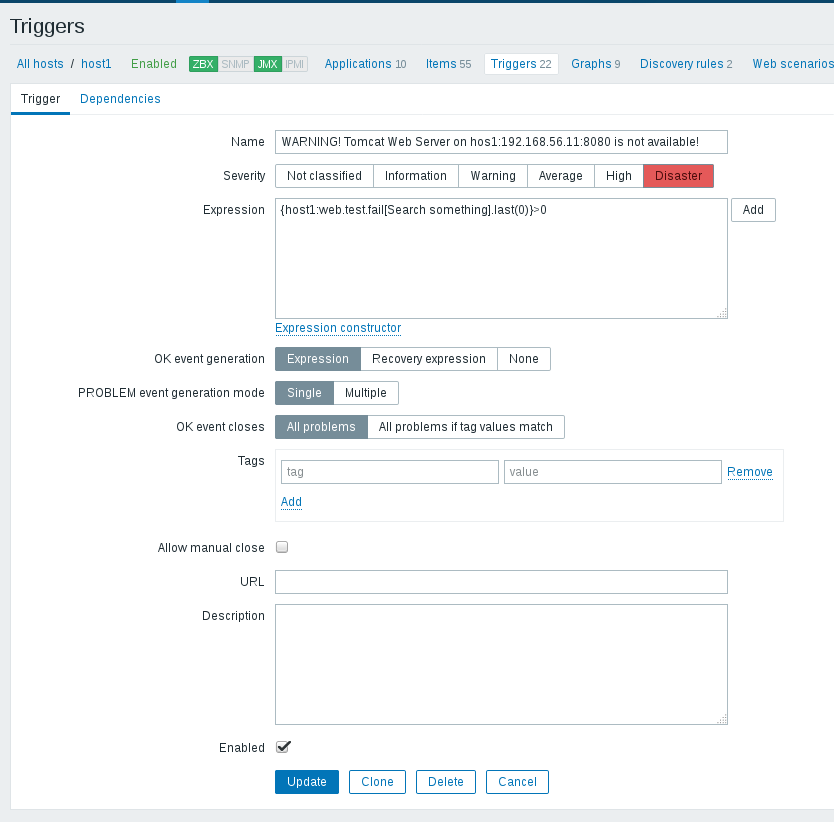 Triggers
All hosts / host1 Enabled ZBX SNMP JMX IPMI Applications 10 Items 55 Triggers 22 Graphs 9 Discovery rules 2 Web scenarios
Trigger Dependencies
Name WARNING! Tomcat Web Server on hos1:192.168.56.11:8080 is not available!
Severity Not classified Information Warning Average High Disaster
Expression {host1:web.test.fail[Search something].last(0)}>0 Add
Expression constructor
OK event generation Expression Recovery expression None
PROBLEM event generation mode Single Multiple
OK event closes All problems All problems if tag values match
Tags tag value Remove
Add
Allow manual close
URL
Description
Enabled
Update Clone Delete Cancel